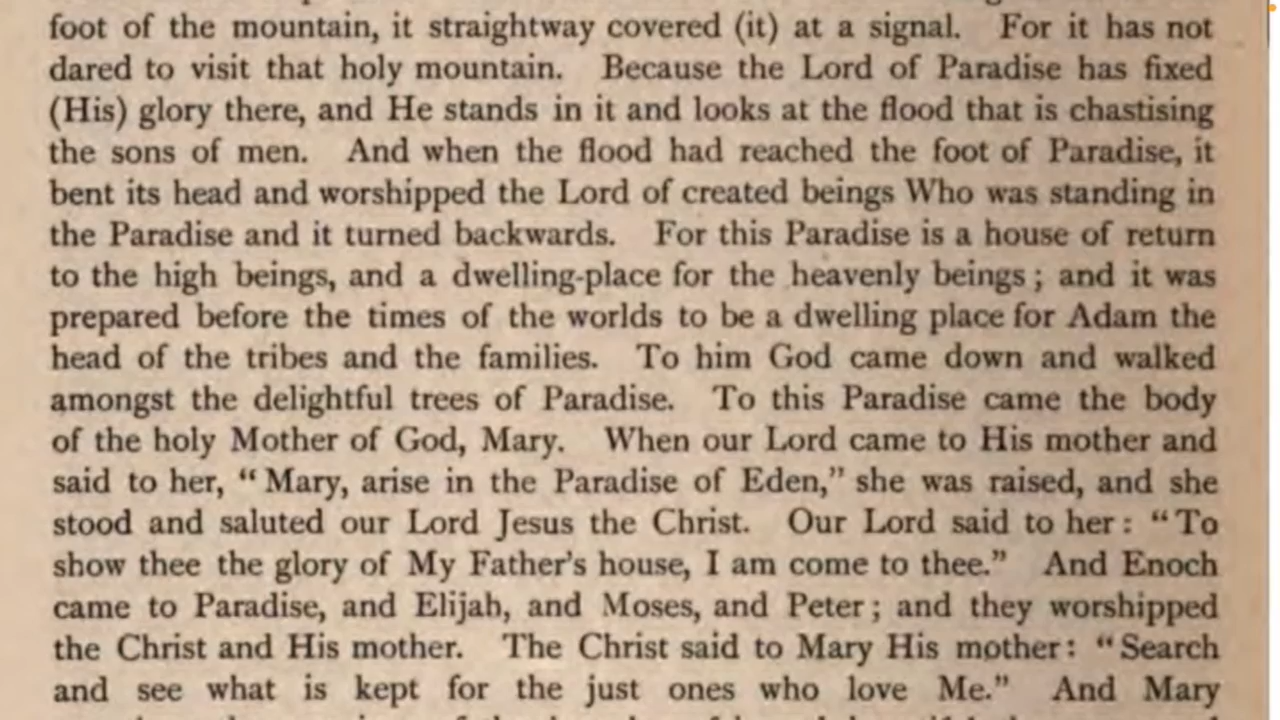 foot of the mountain, it straightway covered (it) at a signal. For it has not
dared to visit that holy mountain. Because the Lord of Paradise has fixed
(His) glory there, and He stands in it and looks at the flood that is chastising
the sons of men. And when the flood had reached the foot of Paradise, it
bent its head and worshipped the Lord of created beings Who was standing in
the Paradise and it turned backwards. For this Paradise is a house of return
to the high beings, and a dwelling-place for the heavenly beings; and it was
prepared before the times of the worlds to be a dwelling place for Adam the
head of the tribes and the families. To him God came down and walked
amongst the delightful trees of Paradise. To this Paradise came the body
of the holy Mother of God, Mary. When our Lord came to His mother and
said to her, “Mary, arise in the Paradise of Eden,” she was raised, and she
stood and saluted our Lord Jesus the Christ. Our Lord said to her: “To
show thee the glory of My Father’s house, I am come to thee.” And Enoch
came to Paradise, and Elijah, and Moses, and Peter; and they worshipped
the Christ and His mother. The Christ said to Mary His mother: “Search
and see what is kept for the just ones who love Me.” And Mary